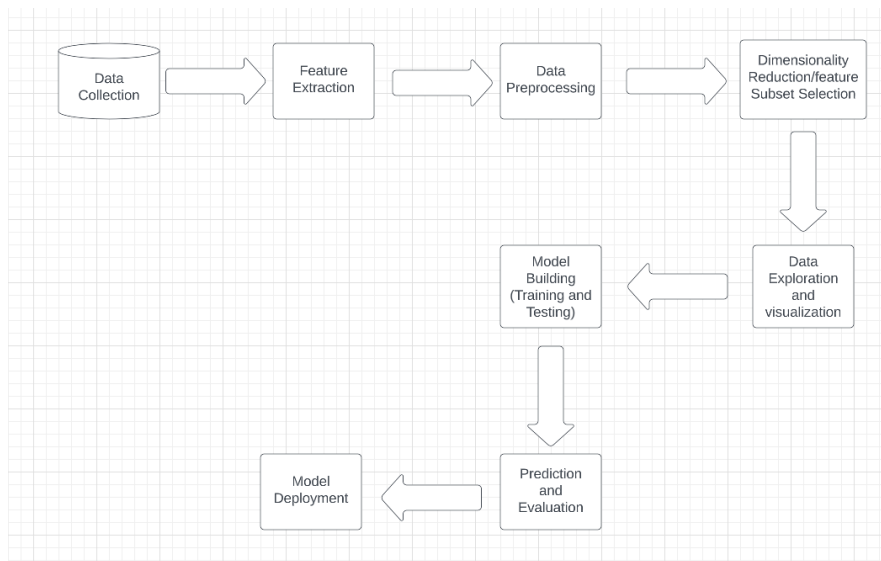 Data
Collection
Feature
Extraction
Data
Preprocessing
Dimensionality
Reduction/feature
Subset Selection
Data
Exploration
and
visualization
Model
Building
(Training and
Testing)
Prediction
and
Evaluation
Model
Deployment